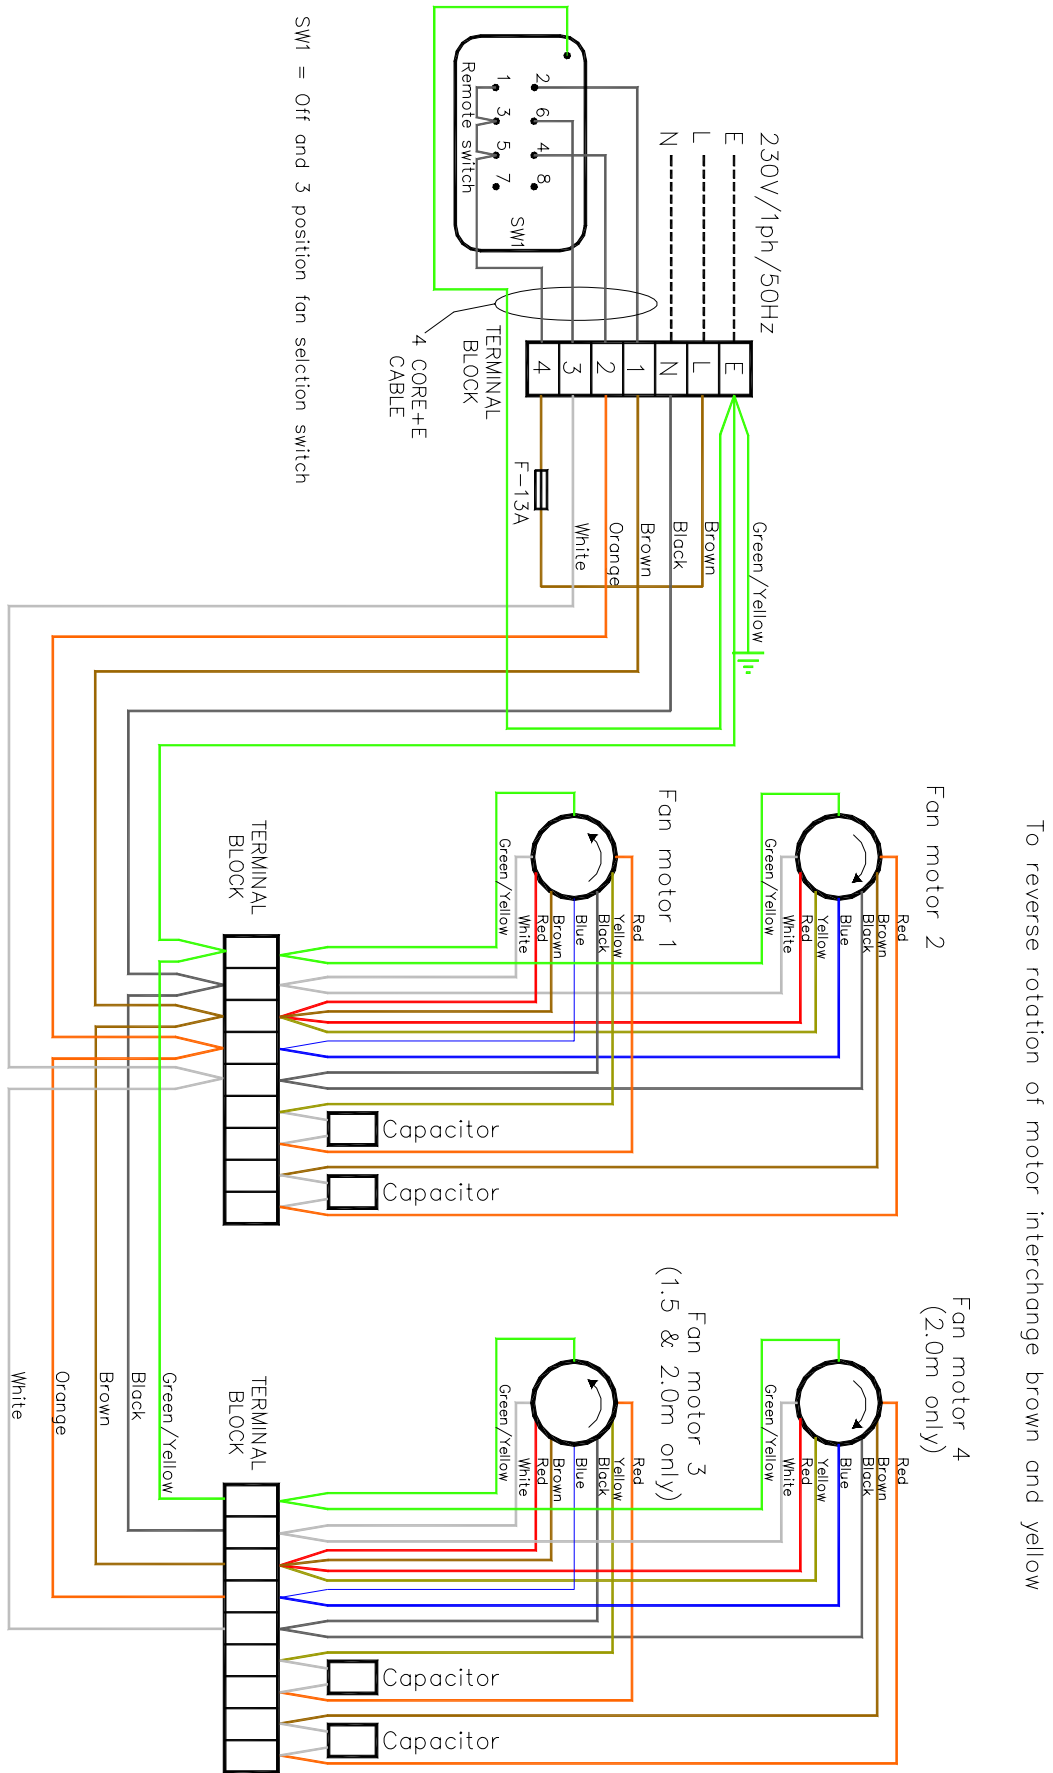 To reverse rotation of motor interchange brown and yellow
230V/1ph/50Hz
E
L
N
E
L
N
1
2
3
4
TERMINAL
BLOCK
4 CORE+E
CABLE
2
6
4
8
1
3
5
7
SW1
Remote switch
SW1 = Off and 3 position fan selction switch
Green/Yellow
Brown
Black
Brown
Orange
White
F-13A
Fan motor 2
Red
Brown
Black
Blue
Yellow
Red
White
Green/Yellow
Fan motor 1
Red
Yellow
Black
Blue
Brown
Red
White
Green/Yellow
TERMINAL
BLOCK
Capacitor
Capacitor
Fan motor 4
(2.0m only)
Red
Brown
Black
Blue
Yellow
Red
White
Green/Yellow
Fan motor 3
(1.5 & 2.0m only)
Red
Yellow
Black
Blue
Brown
Red
White
Green/Yellow
TERMINAL
BLOCK
Capacitor
Capacitor
Green/Yellow
Black
Brown
Orange
White